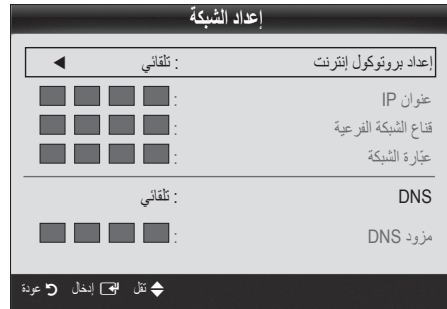 إعداد الشبكة
إعداد بروتوكول إنترنت : تلقائي ◀
عنوان IP :
قناع الشبكة الفرعية :
عبّارة الشبكة :
DNS : تلقائي
مزود DNS :
نقل إدخال عودة